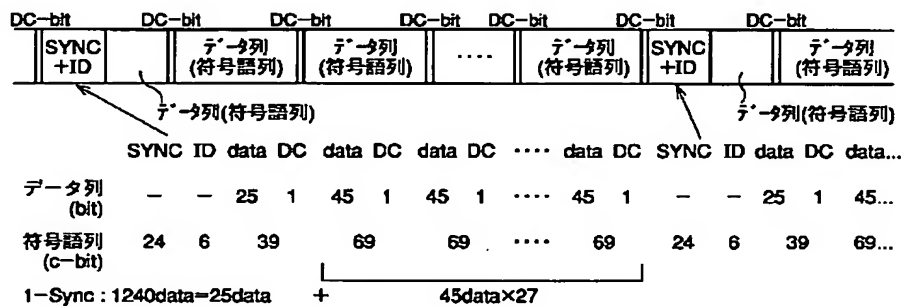 DC-bit DC-bit DC-bit DC-bit DC-bit DC-bit
SYNC +ID データ列 (符号語列) データ列 (符号語列) ‥‥ データ列 (符号語列) SYNC +ID データ列 (符号語列)
データ列(符号語列) データ列(符号語列)
SYNC ID data DC data DC data DC ‥‥ data DC SYNC ID data DC data...
データ列 (bit) － － 25 1 45 1 45 1 ‥‥ 45 1 － － 25 1 45...
符号語列 (c-bit) 24 6 39 69 69 ‥‥ 69 24 6 39 69...
1-Sync : 1240data=25data + 45data×27